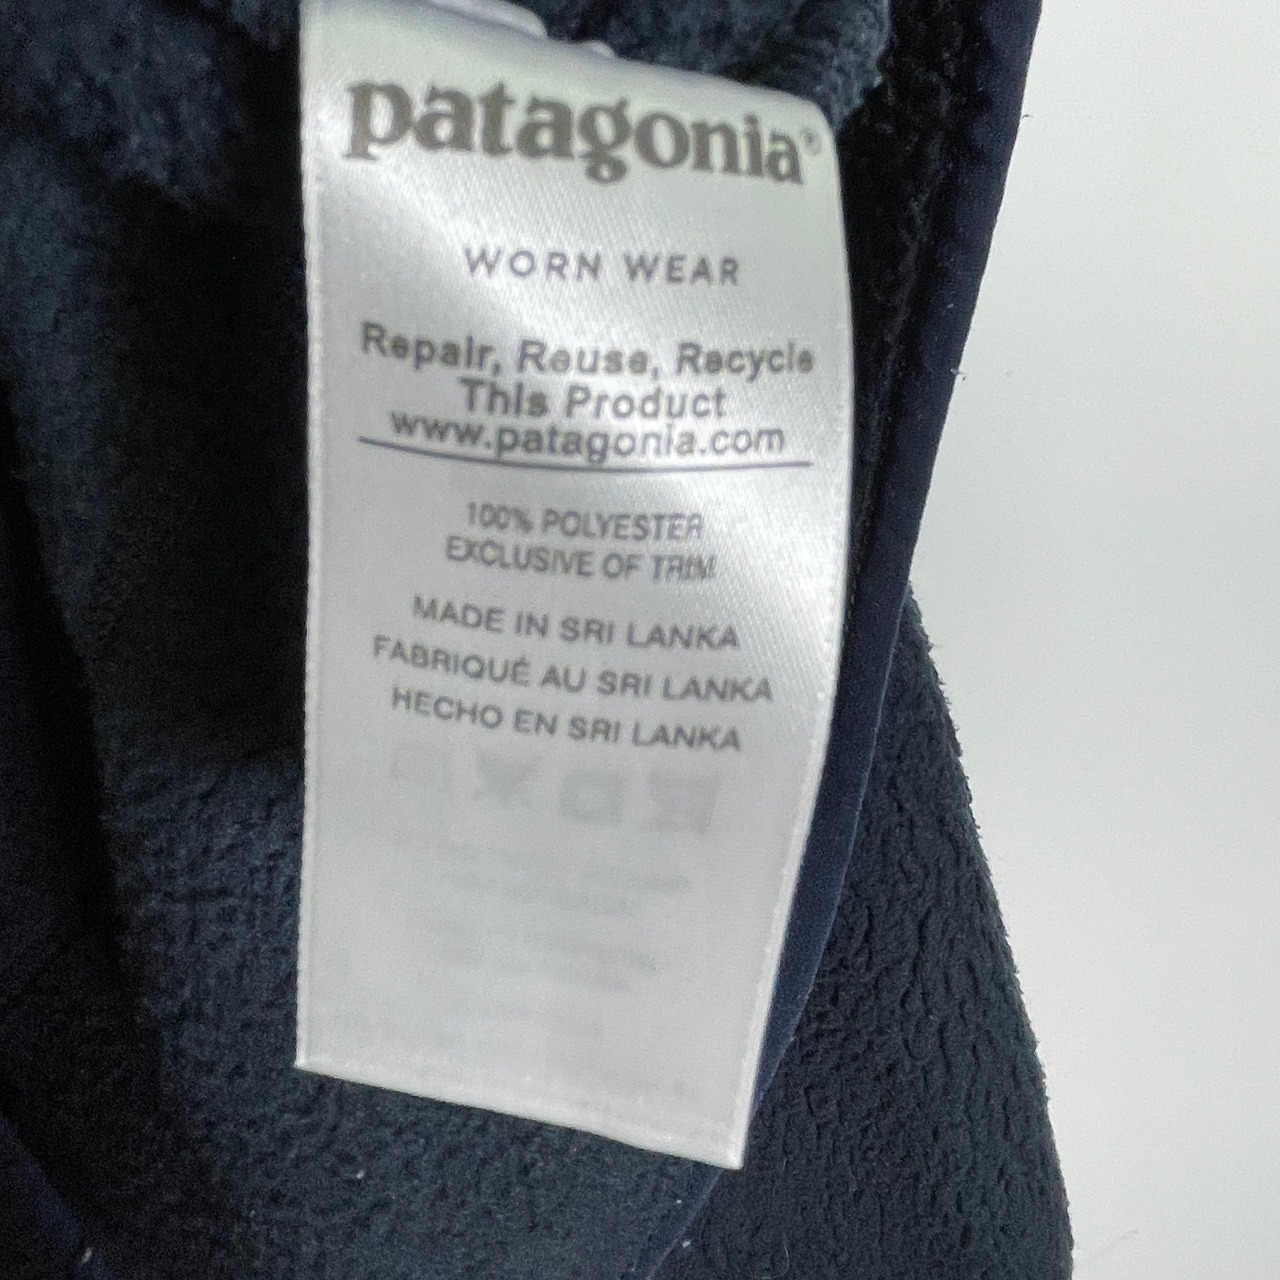 patagonia®
WORN WEAR
Repair, Reuse, Recycle
This Product
www.patagonia.com
100% POLYESTER
EXCLUSIVE OF TRIM
MADE IN SRI LANKA
FABRIQUÉ AU SRI LANKA
HECHO EN SRI LANKA